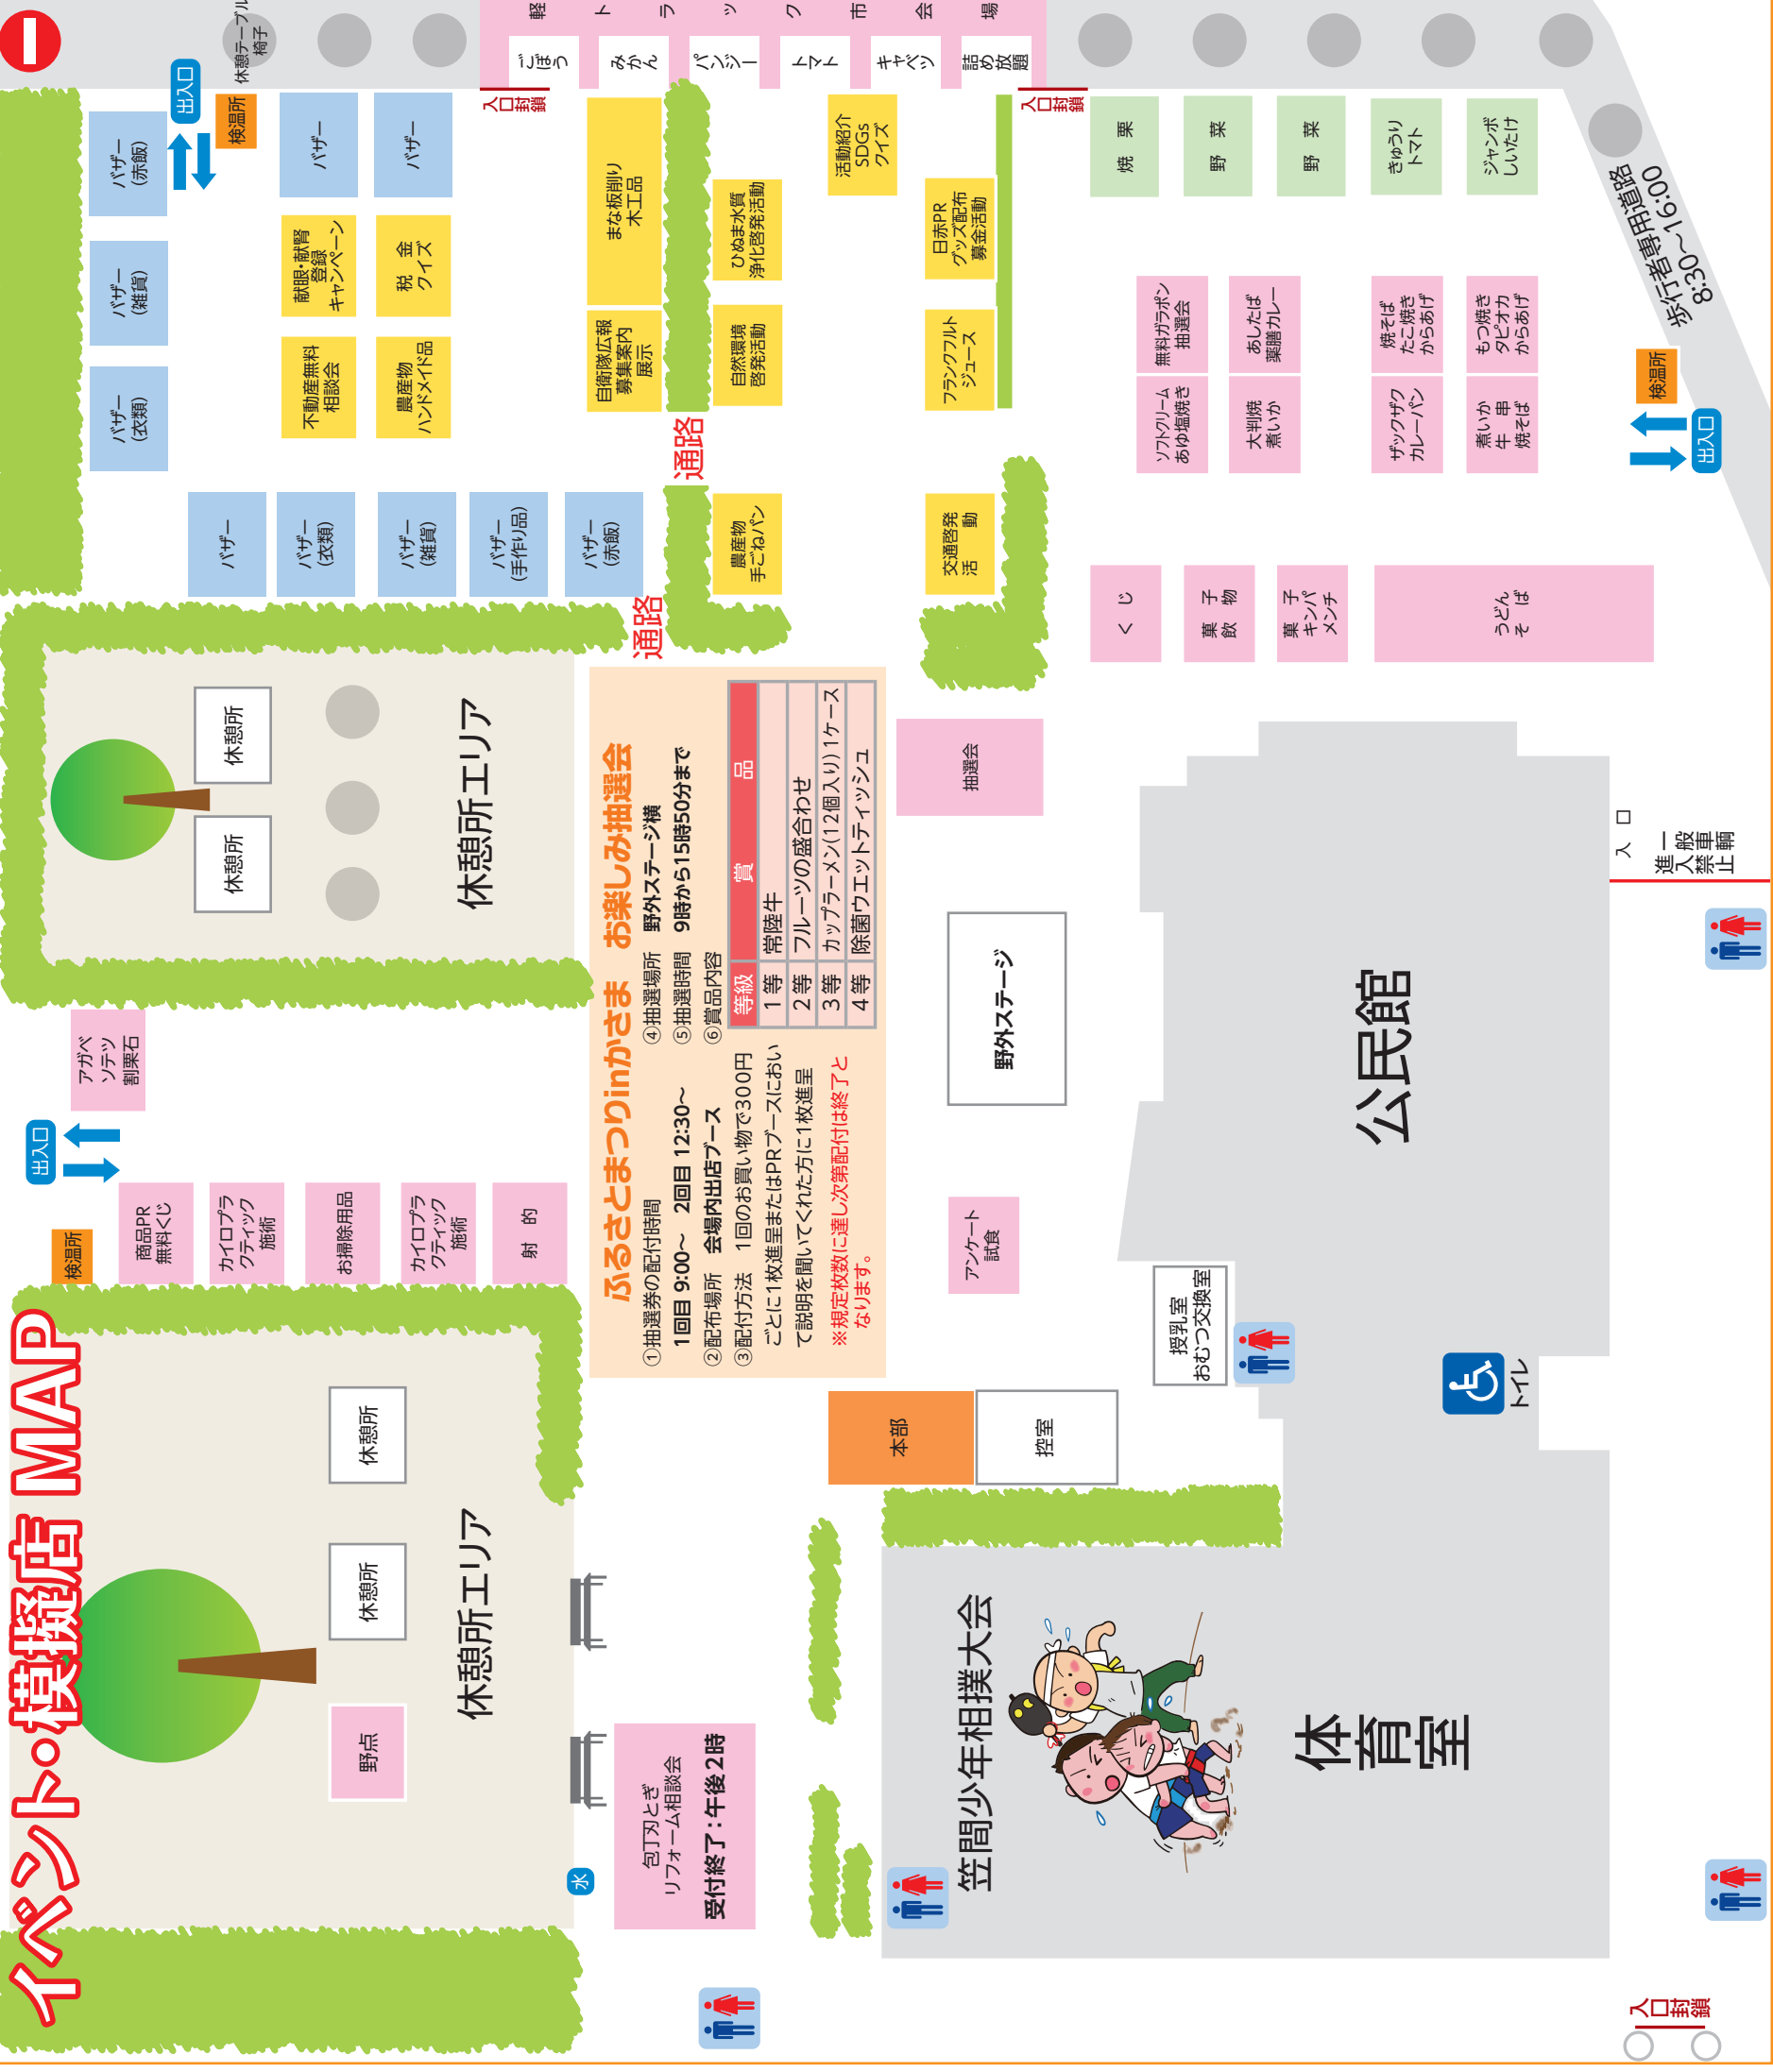 イベント・模擬店 MAP
休憩テーブル
椅子
軽トラック市会場
ごぼう
みかん
パンジー
トマト
キャベツ
詰め放題
入口封鎖
入口封鎖
出入口
検温所
バザー
(赤飯)
バザー
(雑貨)
バザー
(衣類)
バザー
バザー
献眼・献腎
登録
キャンペーン
税 金
クイズ
不動産無料
相談会
農産物
ハンドメイド品
バザー
バザー
(衣類)
バザー
(雑貨)
バザー
(手作り品)
バザー
(赤飯)
まな板削り
木工品
自衛隊広報
募集案内
展示
ひぬま水質
浄化啓発活動
自然環境
啓発活動
通路
通路
農産物
手ごねパン
活動紹介
SDGs
クイズ
日赤PR
グッズ配布
募金活動
フランクフルト
ジュース
交通啓発
活 動
焼 栗
野 菜
野 菜
きゅうり
トマト
ジャンボ
しいたけ
歩行者専用道路
8:30〜16:00
無料ガラポン
抽選会
あしたば
薬膳カレー
焼そば
たこ焼き
からあげ
もつ焼き
タピオカ
からあげ
ソフトクリーム
あゆ塩焼き
大判焼
煮いか
ザックザク
カレーパン
煮いか
牛 串
焼そば
検温所
出入口
くじ
菓 子
飲 物
菓 子
キンパ
メンチ
うどん
そ ば
休憩所
休憩所
休憩所エリア
アガベ
ソテツ
割栗石
出入口
検温所
商品PR
無料くじ
カイロプラ
クティック
施術
お掃除用品
カイロプラ
クティック
施術
射 的
ふるさとまつりinかさま お楽しみ抽選会
①抽選券の配付時間
1回目 9:00〜 2回目 12:30〜
②配布場所 会場内出店ブース
③配付方法 1回のお買い物で300円
ごとに1枚進呈またはPRブースにおい
て説明を聞いてくれた方に1枚進呈
※規定枚数に達し次第配付は終了と
なります。
④抽選場所 野外ステージ横
⑤抽選時間 9時から15時50分まで
⑥賞品内容
等級 賞品
1等 常陸牛
2等 フルーツの盛合わせ
3等 カップラーメン(12個入り)1ケース
4等 除菌ウエットティッシュ
抽選会
野外ステージ
アンケート
試食
公民館
入口
一般車輌
進入禁止
授乳室
おむつ交換室
トイレ
本部
控室
休憩所
休憩所
野点
休憩所エリア
水
包丁刃とぎ
リフォーム相談会
受付終了：午後2時
笠間少年相撲大会
体育室
入口封鎖